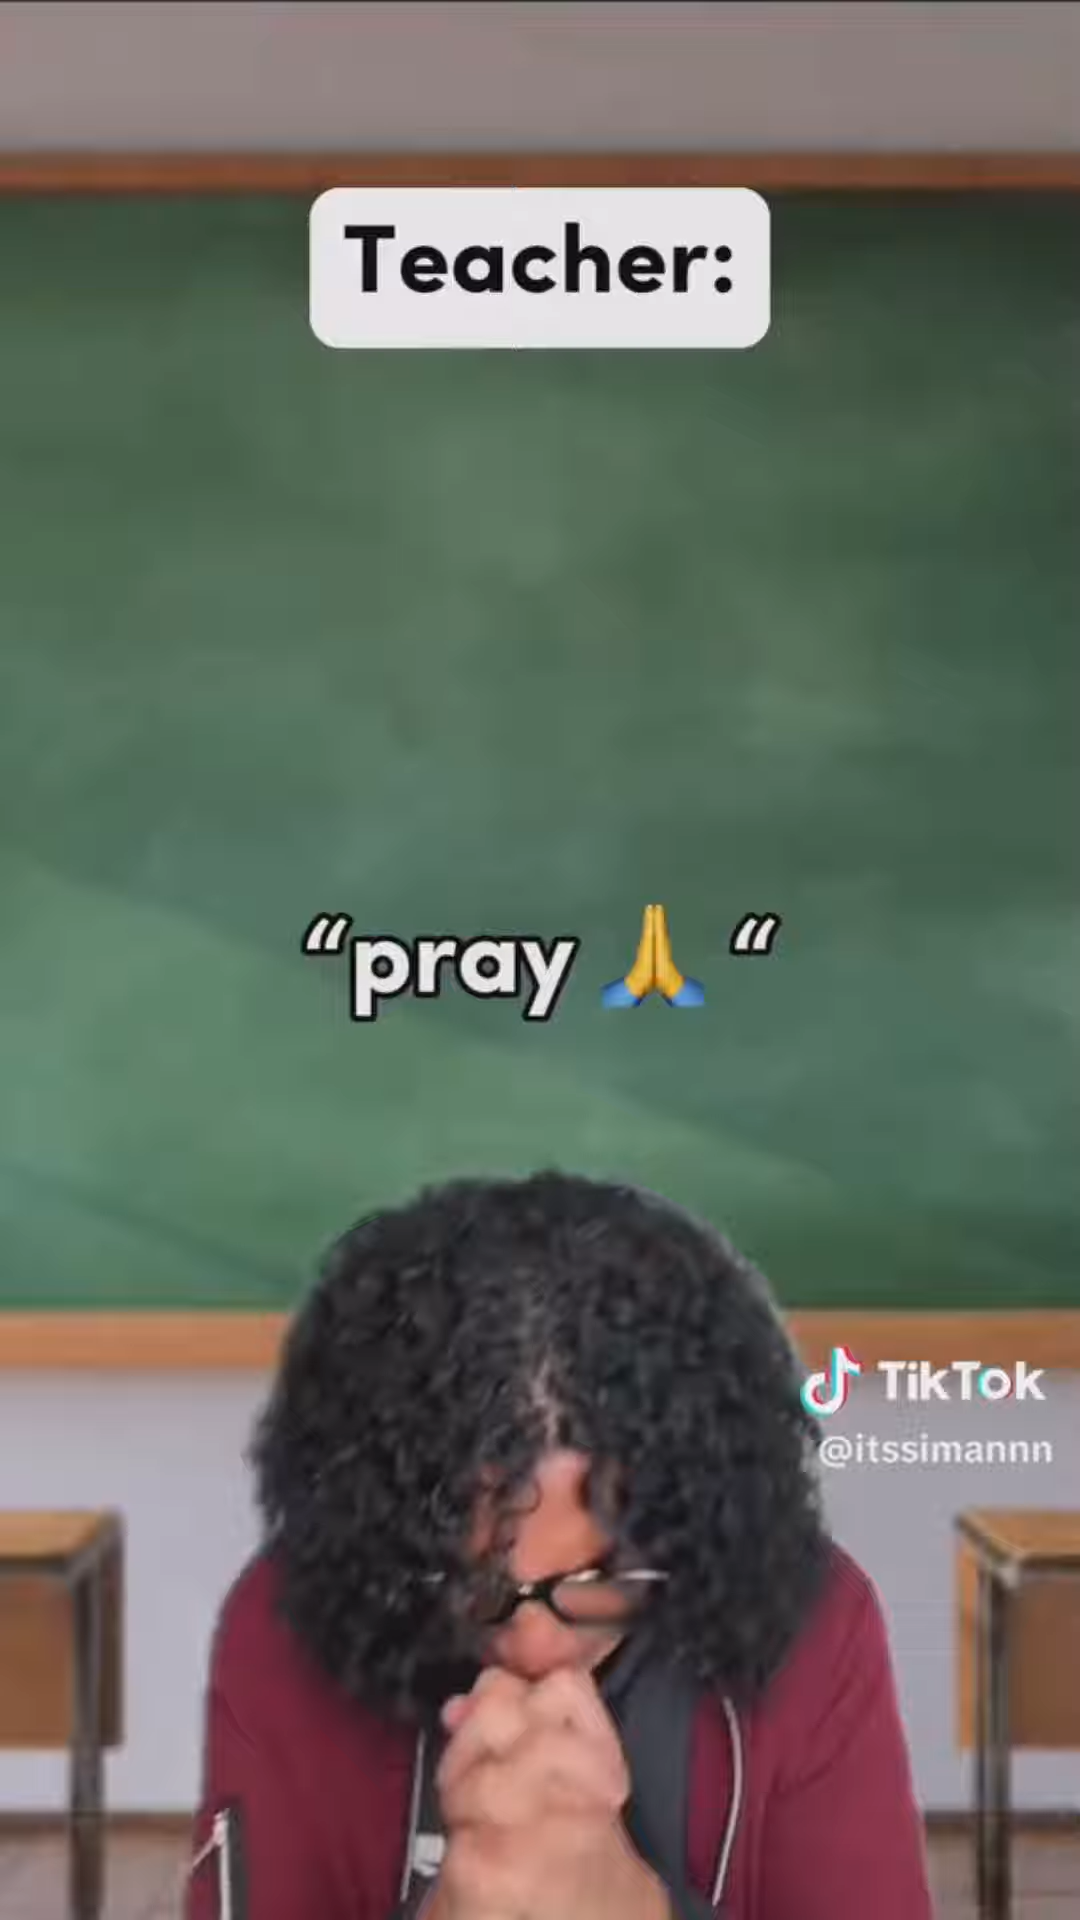 Teacher:
“pray 🙏 “
TikTok
@itssimannn